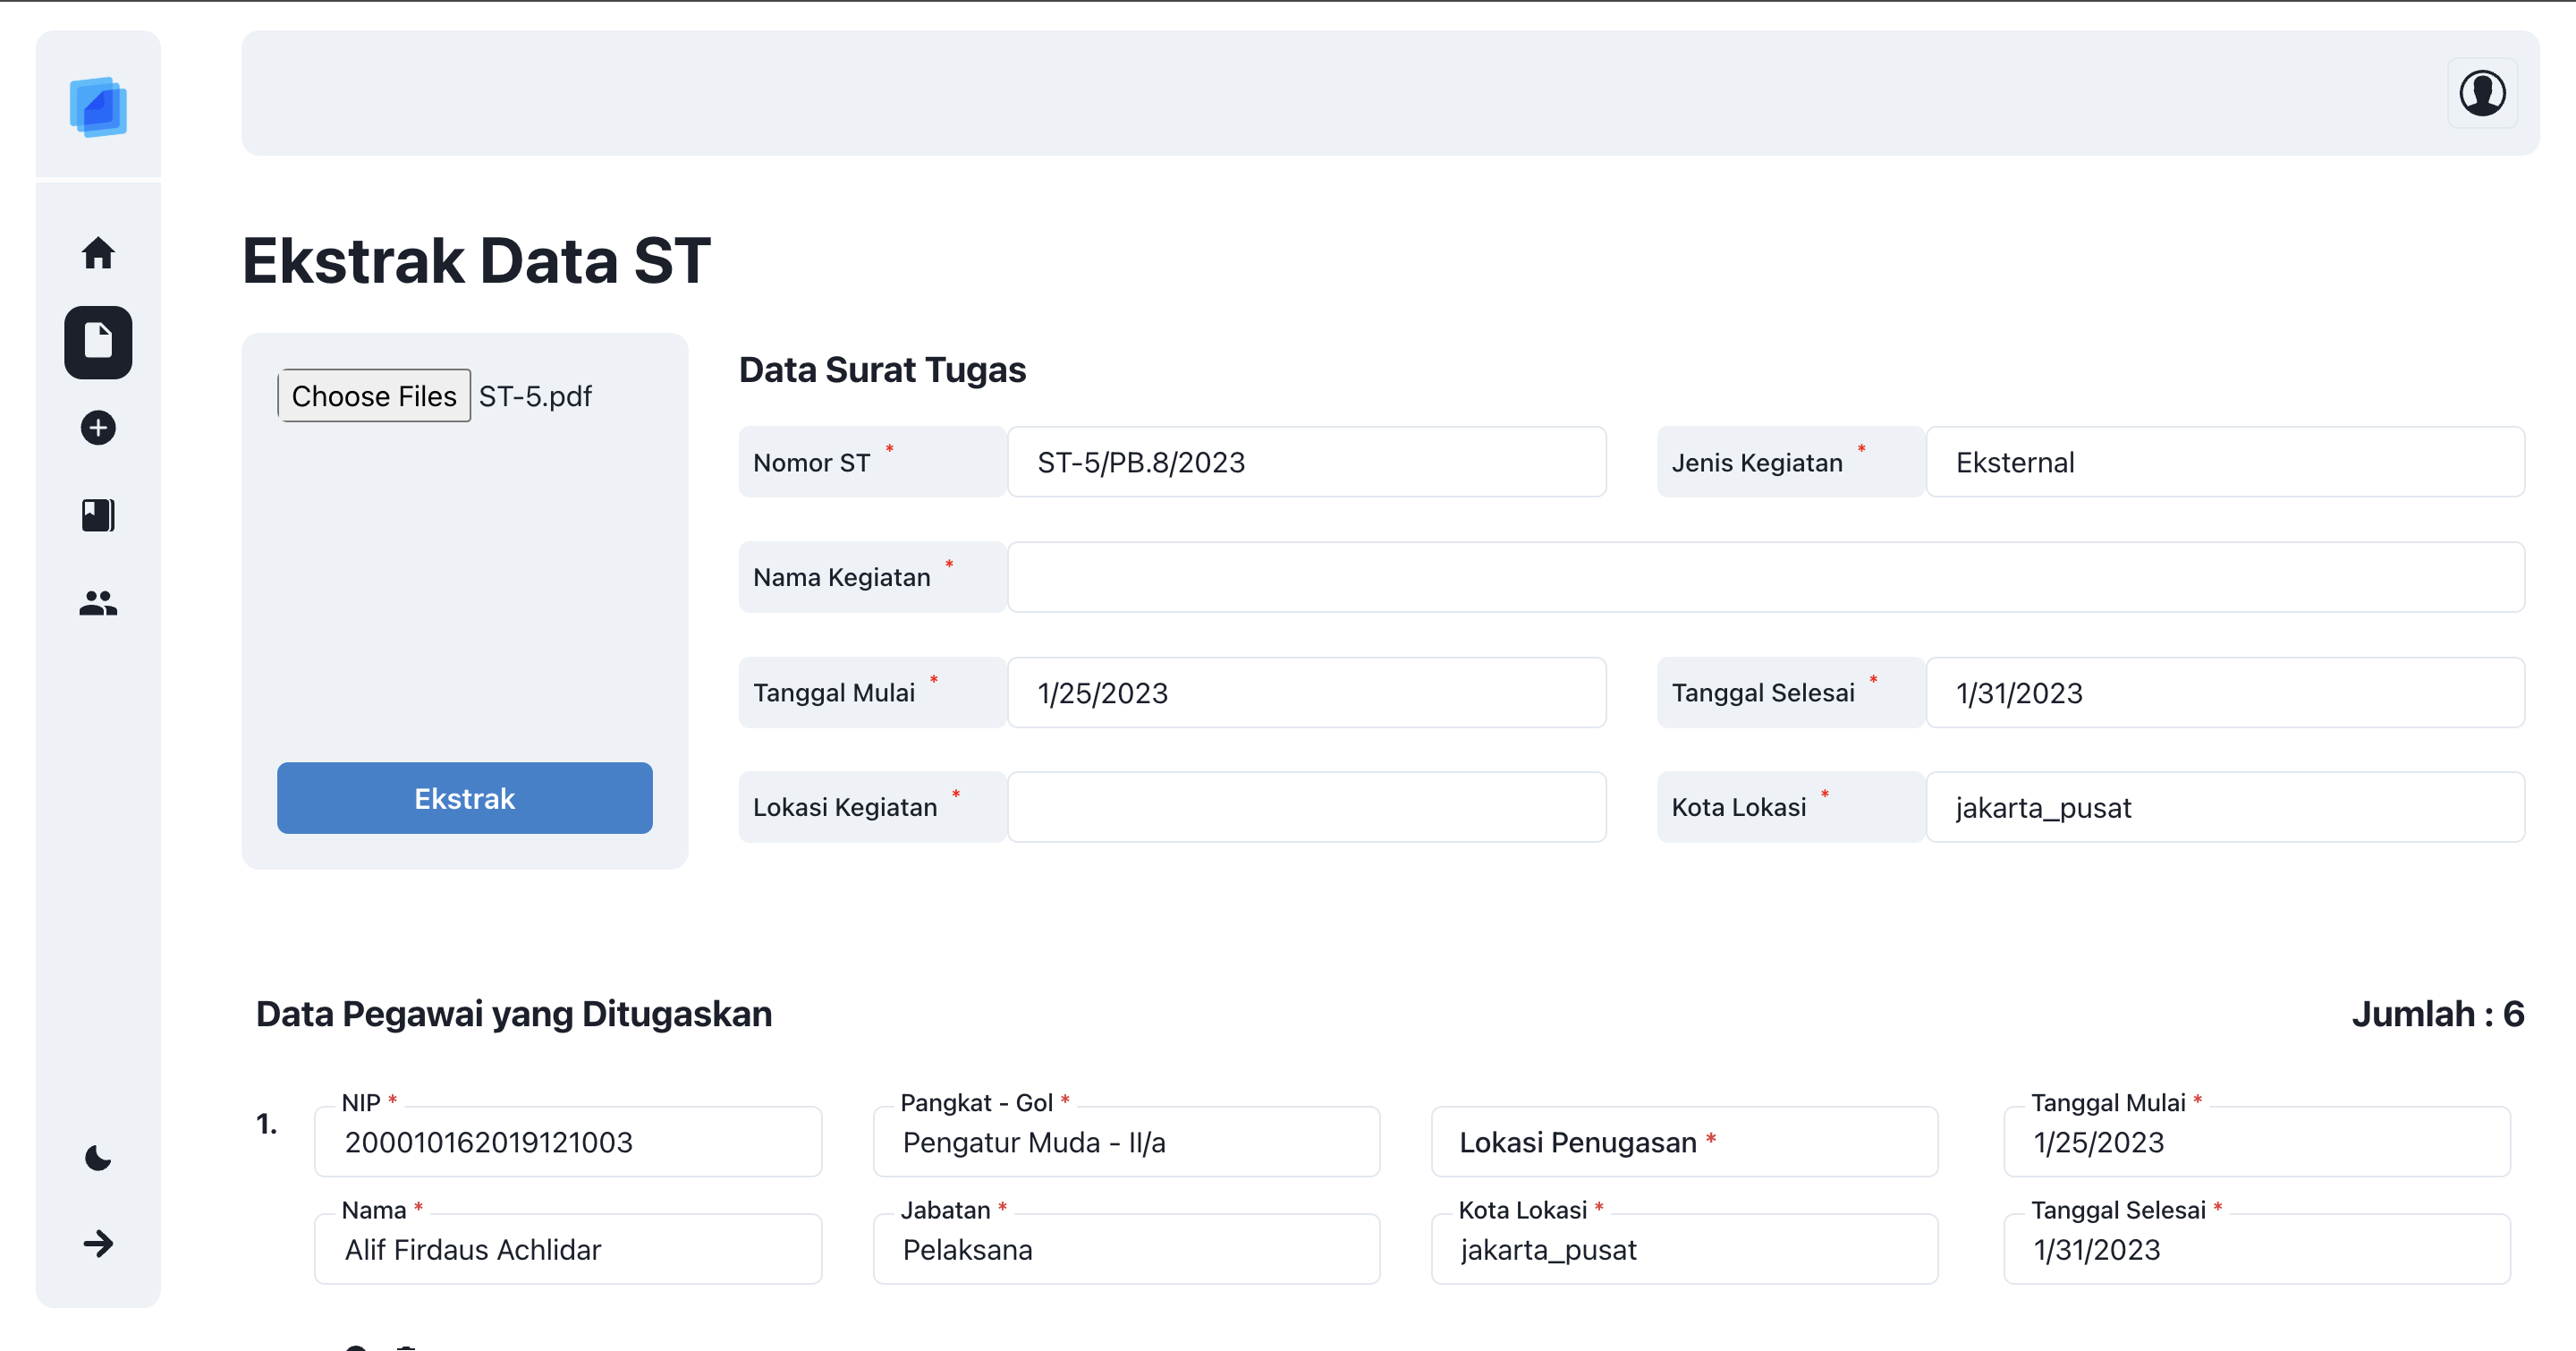 Ekstrak Data ST
Choose Files ST-5.pdf
Ekstrak
Data Surat Tugas
Nomor ST * ST-5/PB.8/2023
Jenis Kegiatan * Eksternal
Nama Kegiatan *
Tanggal Mulai * 1/25/2023
Tanggal Selesai * 1/31/2023
Lokasi Kegiatan *
Kota Lokasi * jakarta_pusat
Data Pegawai yang Ditugaskan
Jumlah : 6
1.
NIP *
200010162019121003
Pangkat - Gol *
Pengatur Muda - II/a
Lokasi Penugasan *
Tanggal Mulai *
1/25/2023
Nama *
Alif Firdaus Achlidar
Jabatan *
Pelaksana
Kota Lokasi *
jakarta_pusat
Tanggal Selesai *
1/31/2023